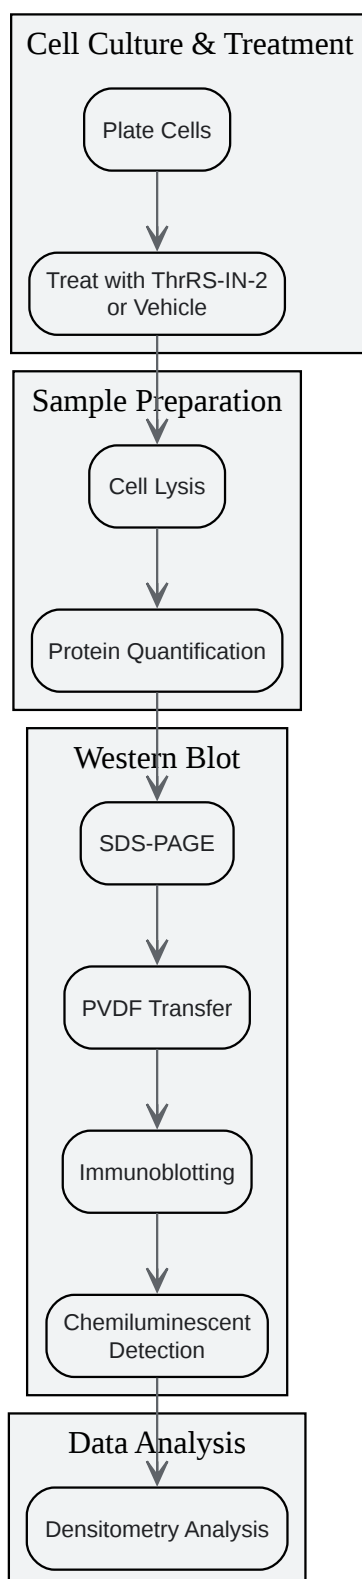 Cell Culture & Treatment
Plate Cells
Treat with ThrRS-IN-2
or Vehicle
Sample Preparation
Cell Lysis
Protein Quantification
Western Blot
SDS-PAGE
PVDF Transfer
Immunoblotting
Chemiluminescent
Detection
Data Analysis
Densitometry Analysis